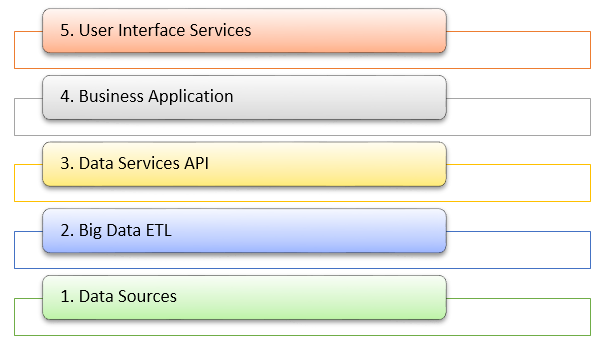 5. User Interface Services
4. Business Application
3. Data Services API
2. Big Data ETL
1. Data Sources